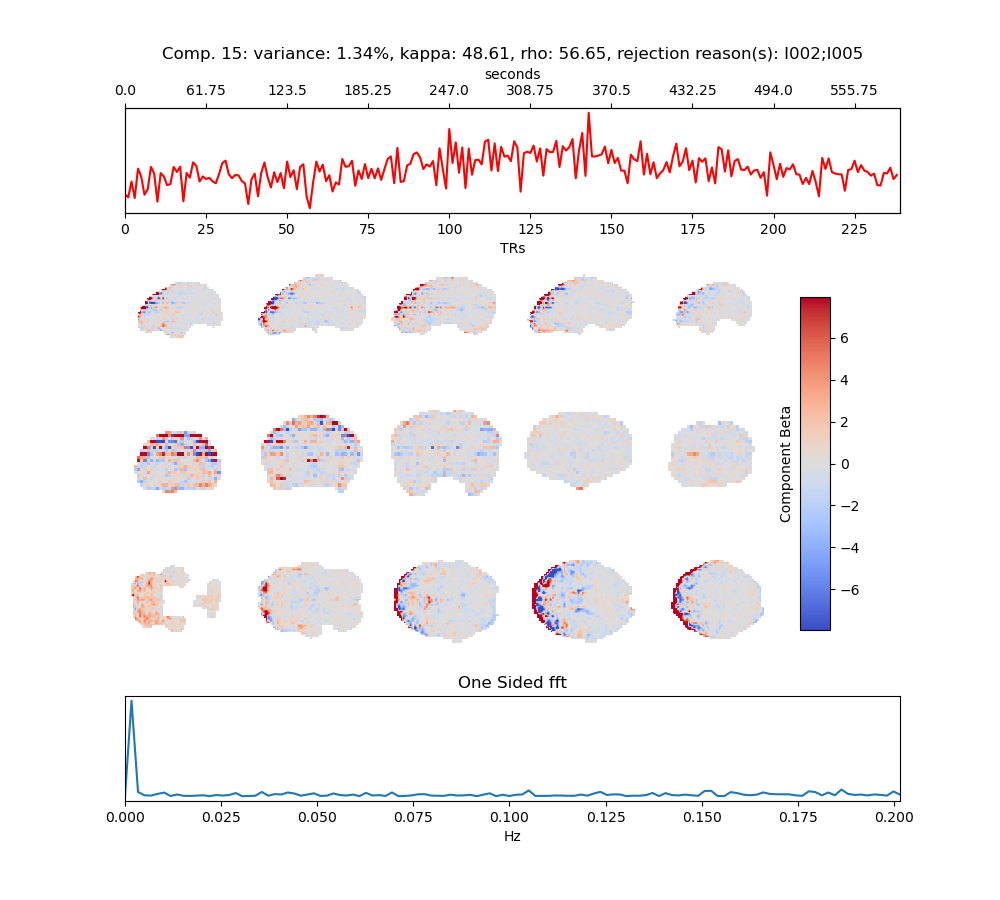 Comp. 15: variance: 1.34%, kappa: 48.61, rho: 56.65, rejection reason(s): I002;I005
seconds
0.0 61.75 123.5 185.25 247.0 308.75 370.5 432.25 494.0 555.75
0 25 50 75 100 125 150 175 200 225
TRs
6
4
2
0
−2
−4
−6
Component Beta
One Sided fft
0.000 0.025 0.050 0.075 0.100 0.125 0.150 0.175 0.200
Hz